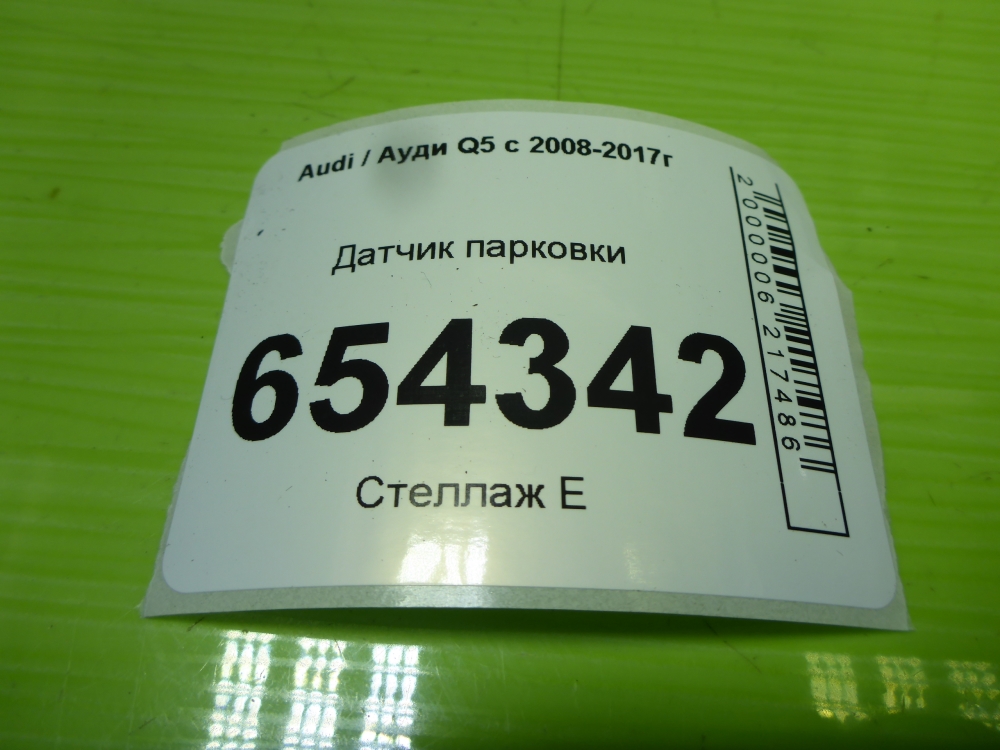 Audi / Ауди Q5 с 2008-2017г
Датчик парковки
654342
Стеллаж Е
2000006217486